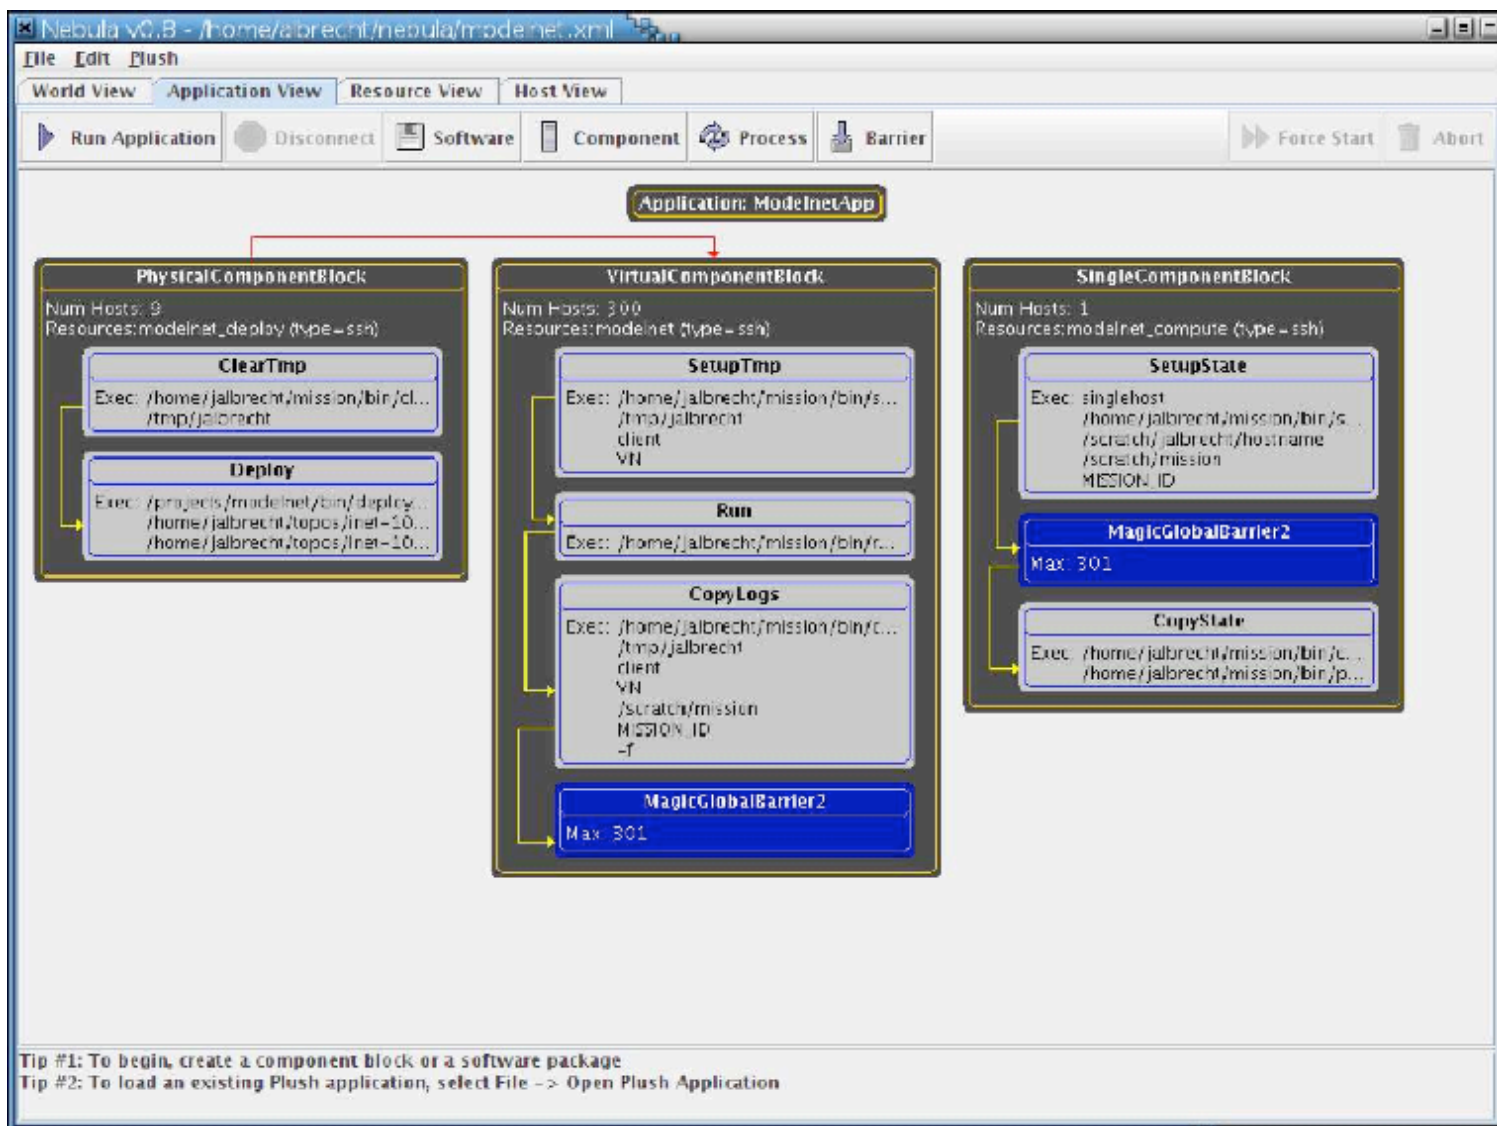 Nebula v0.8 - /home/albrecht/nebula/modelnet.xml
File Edit Plush
World View Application View Resource View Host View
Run Application Disconnect Software Component Process Barrier Force Start Abort
Application: ModelnetApp
PhysicalComponentBlock
Num Hosts: 9
Resources:modelnet_deploy (type=ssh)
ClearTmp
Exec: /home/jalbrecht/mission/bin/cl...
/tmp/jalbrecht
Deploy
Exec: /projects/modelnet/bin/deploy...
/home/jalbrecht/topos/inet-10...
/home/jalbrecht/topos/inet-10...
VirtualComponentBlock
Num Hosts: 300
Resources:modelnet (type=ssh)
SetupTmp
Exec: /home/jalbrecht/mission/bin/s...
/tmp/jalbrecht
client
VN
Run
Exec: /home/jalbrecht/mission/bin/r...
CopyLogs
Exec: /home/jalbrecht/mission/bin/c...
/tmp/jalbrecht
client
VN
/scratch/mission
MISSION_ID
-f
MagicGlobalBarrier2
Max: 301
SingleComponentBlock
Num Hosts: 1
Resources:modelnet_compute (type=ssh)
SetupState
Exec: singlehost
/home/jalbrecht/mission/bin/s...
/scratch/jalbrecht/hostname
/scratch/mission
MISSION_ID
MagicGlobalBarrier2
Max: 301
CopyState
Exec: /home/jalbrecht/mission/bin/c...
/home/jalbrecht/mission/bin/p...
Tip #1: To begin, create a component block or a software package
Tip #2: To load an existing Plush application, select File -> Open Plush Application